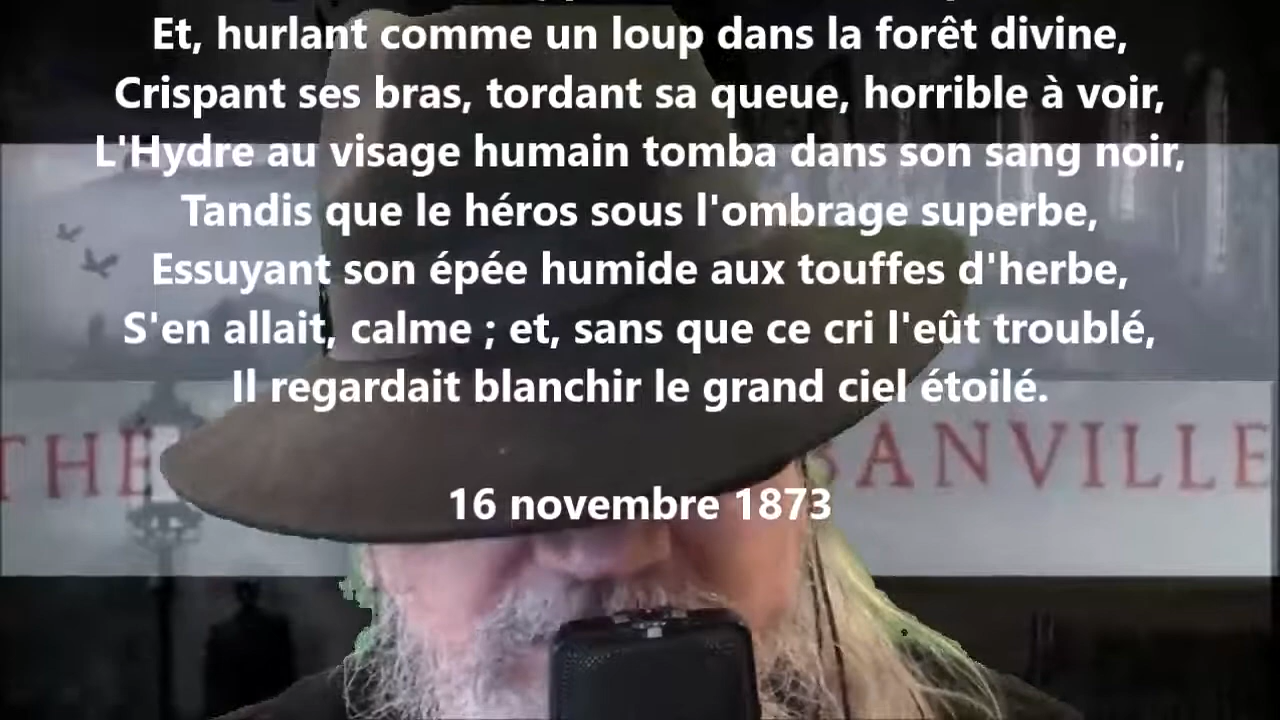 Et, hurlant comme un loup dans la forêt divine,
Crispant ses bras, tordant sa queue, horrible à voir,
L'Hydre au visage humain tomba dans son sang noir,
Tandis que le héros sous l'ombrage superbe,
Essuyant son épée humide aux touffes d'herbe,
S'en allait, calme ; et, sans que ce cri l'eût troublé,
Il regardait blanchir le grand ciel étoilé.
THÉ BANVILLE
16 novembre 1873